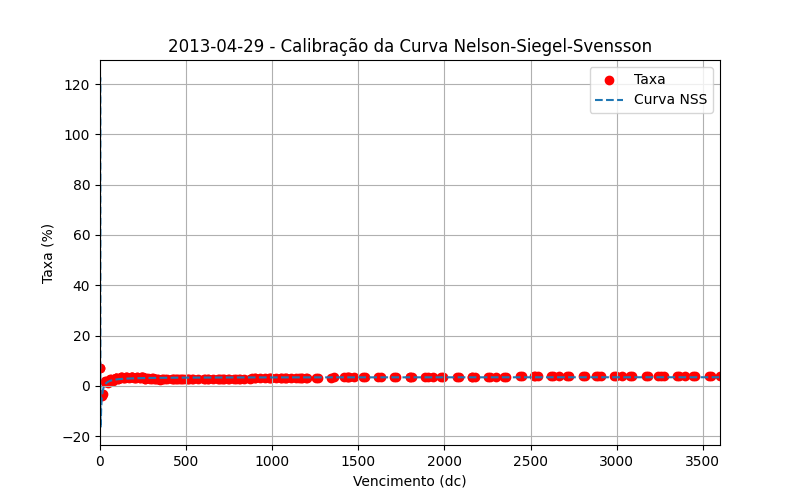 2013-04-29 - Calibração da Curva Nelson-Siegel-Svensson
Taxa
Curva NSS
Taxa (%)
120
100
80
60
40
20
0
−20
0 500 1000 1500 2000 2500 3000 3500
Vencimento (dc)